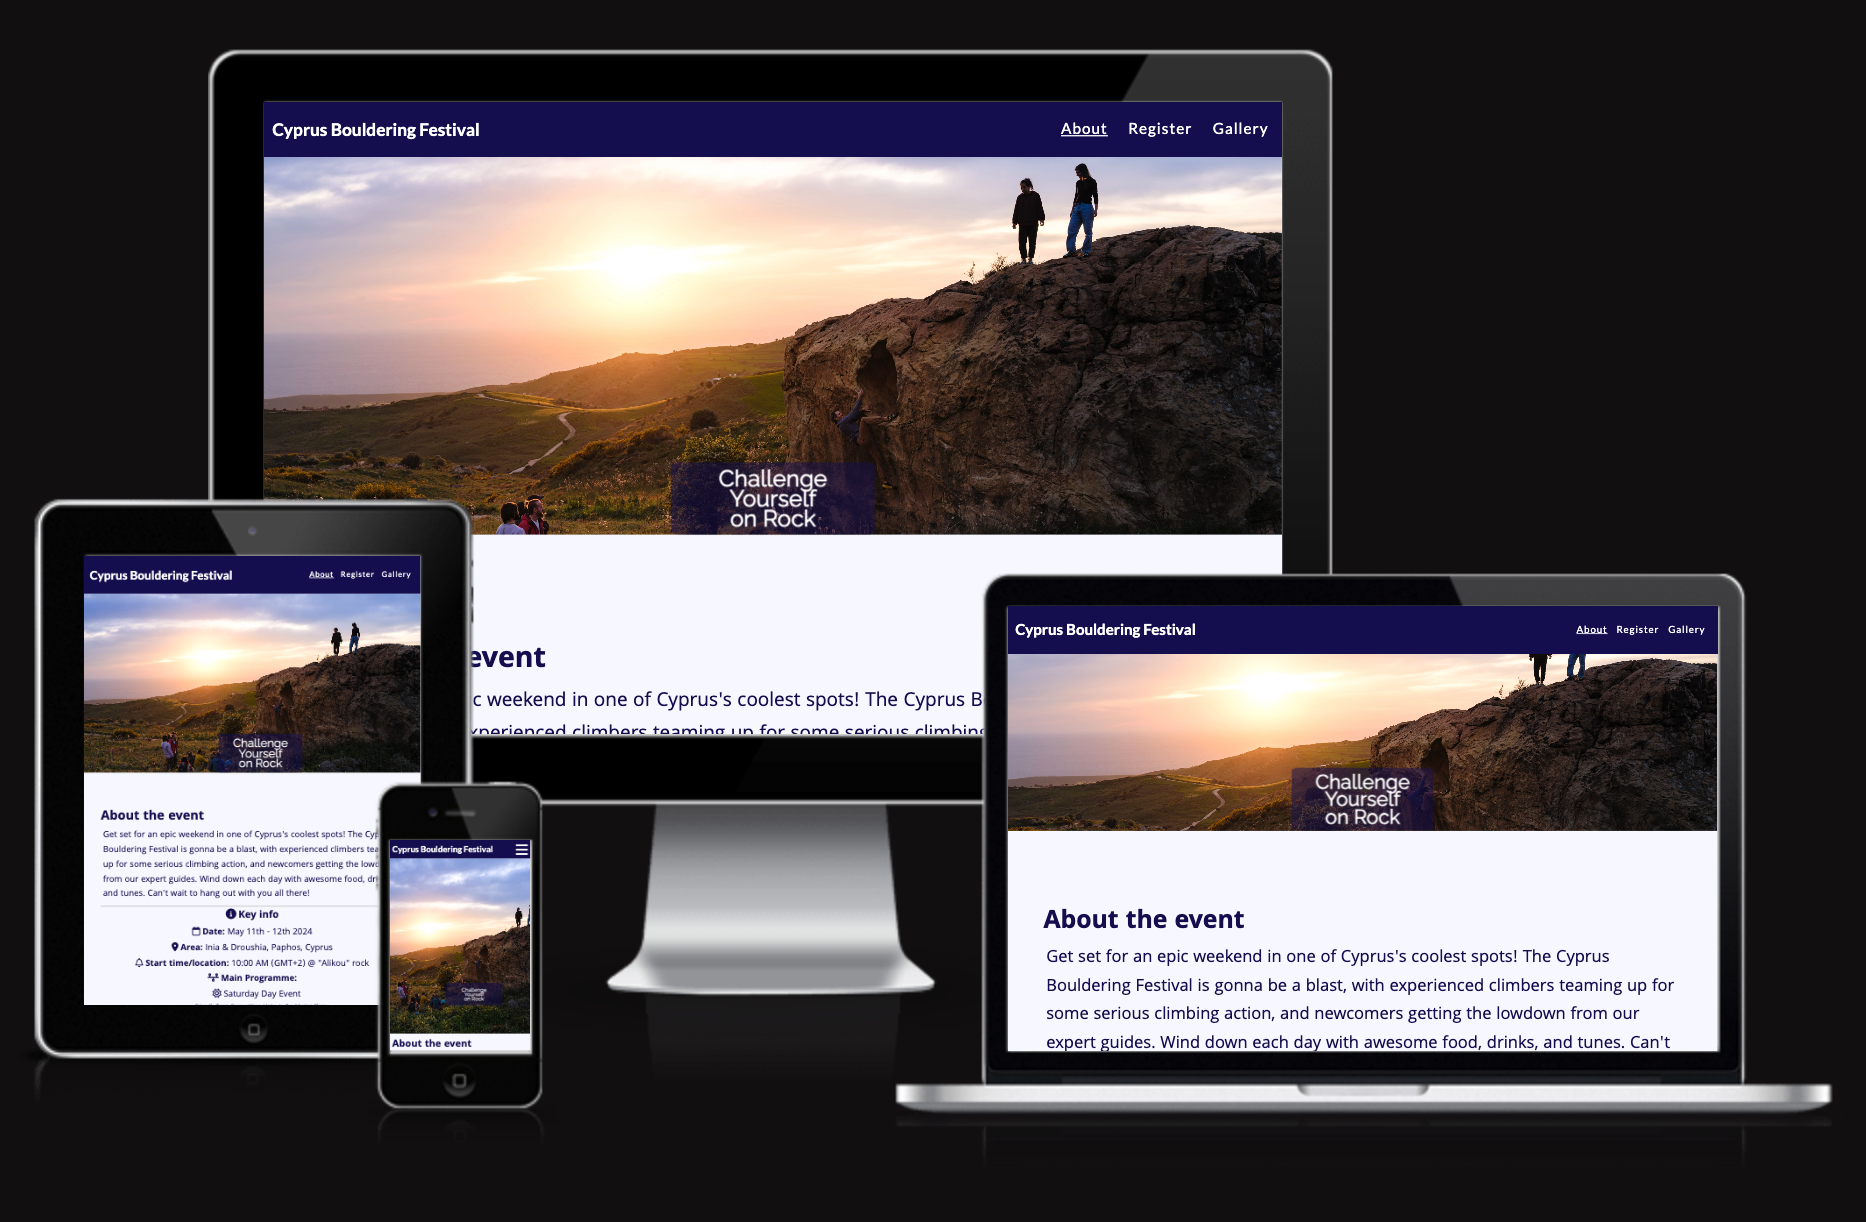 Cyprus Bouldering Festival
About Register Gallery
Challenge
Yourself
on Rock
event
ic weekend in one of Cyprus's coolest spots! The Cyprus B
xperienced climbers teaming up for some serious climbing
Cyprus Bouldering Festival
About Register Gallery
Challenge
Yourself
on Rock
About the event
Get set for an epic weekend in one of Cyprus's coolest spots! The Cyp
Bouldering Festival is gonna be a blast, with experienced climbers tea
up for some serious climbing action, and newcomers getting the lowd
from our expert guides. Wind down each day with awesome food, dri
and tunes. Can't wait to hang out with you all there!
Key info
Date: May 11th - 12th 2024
Area: Inia & Droushia, Paphos, Cyprus
Start time/location: 10:00 AM (GMT+2) @ "Alikou" rock
Main Programme:
Saturday Day Event
Cyprus Bouldering Festival
Challenge
Yourself
on Rock
About the event
Cyprus Bouldering Festival
About Register Gallery
Challenge
Yourself
on Rock
About the event
Get set for an epic weekend in one of Cyprus's coolest spots! The Cyprus
Bouldering Festival is gonna be a blast, with experienced climbers teaming up for
some serious climbing action, and newcomers getting the lowdown from our
expert guides. Wind down each day with awesome food, drinks, and tunes. Can't